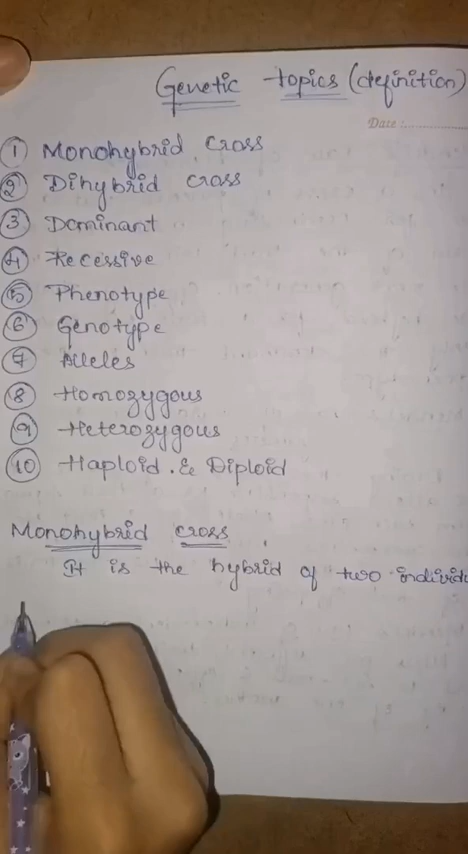 Genetic topics (definition)
Date :
① Monohybrid cross
② Dihybrid cross
③ Dominant
④ Recessive
⑤ Phenotype
⑥ Genotype
⑦ Alleles
⑧ Homozygous
⑨ Heterozygous
⑩ Haploid & Diploid
Monohybrid cross
It is the hybrid of two individ